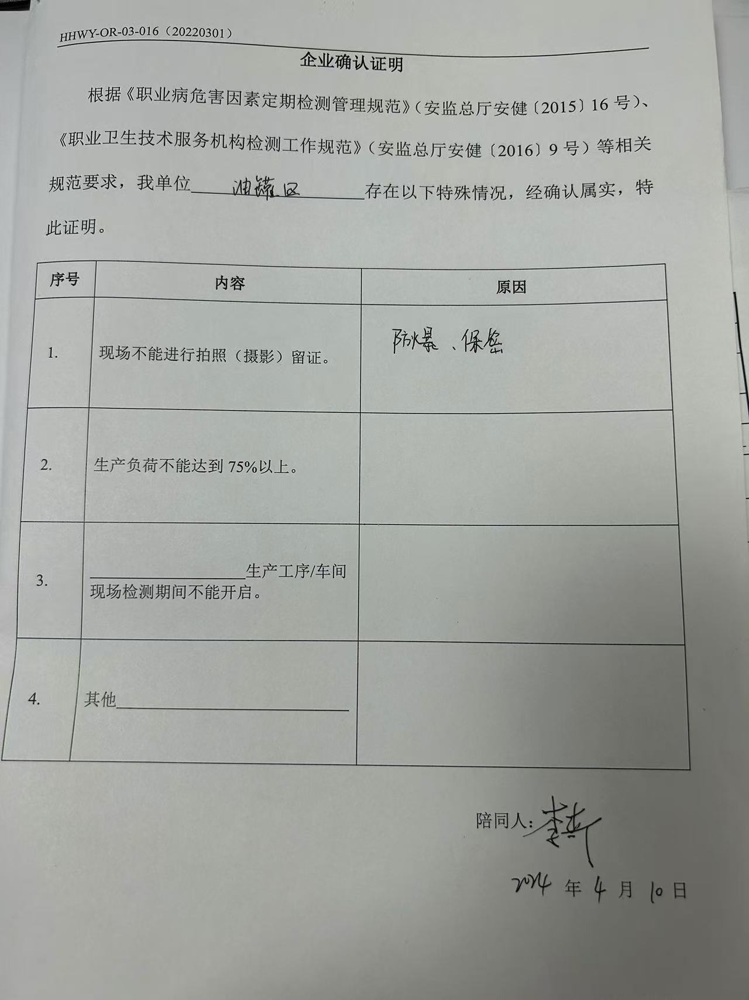 HHWY-OR-03-016（20220301）
企业确认证明
根据《职业病危害因素定期检测管理规范》（安监总厅安健〔2015〕16 号）、
《职业卫生技术服务机构检测工作规范》（安监总厅安健〔2016〕9 号）等相关
规范要求，我单位 油罐区 存在以下特殊情况，经确认属实，特
此证明。
序号 内容 原因
1. 现场不能进行拍照（摄影）留证。 防爆、保密
2. 生产负荷不能达到 75%以上。
3. ____生产工序/车间
现场检测期间不能开启。
4. 其他____
陪同人：
2024 年 4 月 10 日